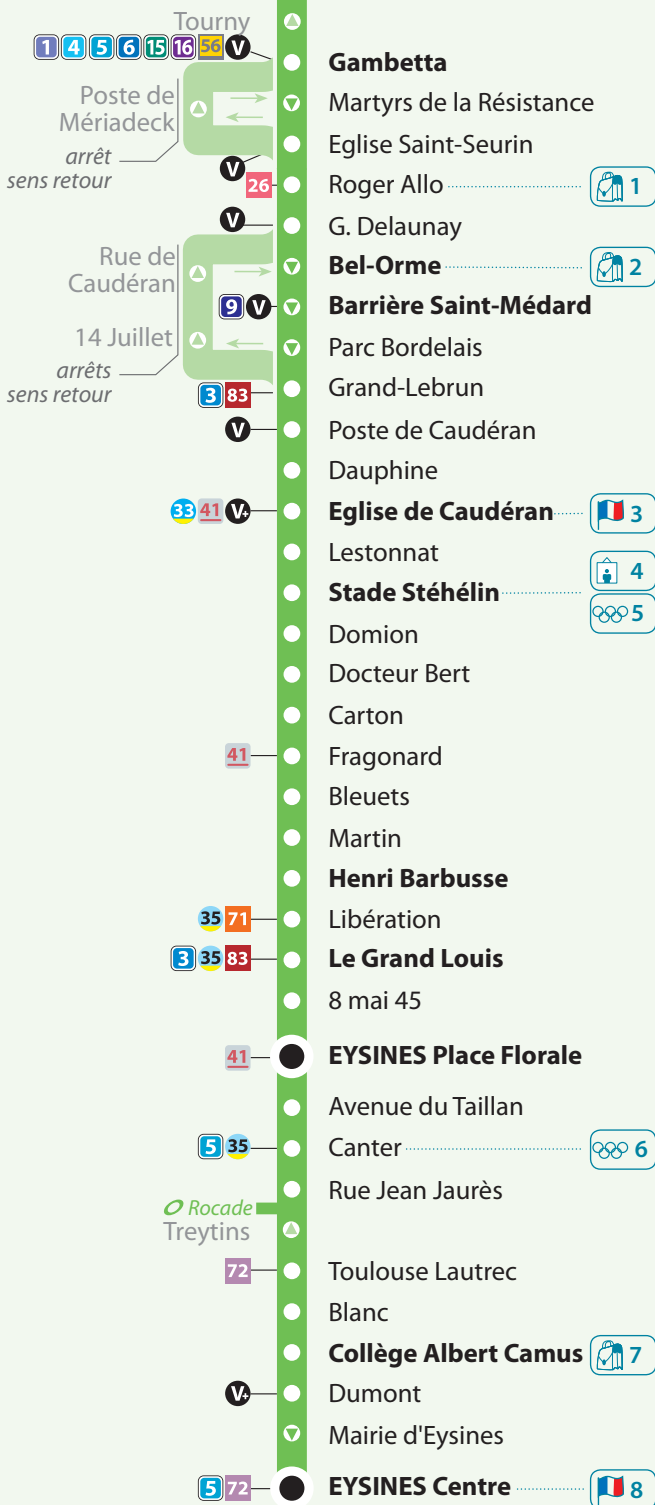 Tourny
1 4 5 6 15 16 56 V
Gambetta
Poste de
Mériadeck
arrêt
sens retour
Martyrs de la Résistance
Eglise Saint-Seurin
V
26
Roger Allo
1
V
G. Delaunay
Rue de
Caudéran
Bel-Orme
2
9 V
Barrière Saint-Médard
14 Juillet
arrêts
sens retour
Parc Bordelais
3 83
Grand-Lebrun
V
Poste de Caudéran
Dauphine
33 41 V+
Eglise de Caudéran
3
Lestonnat
4
Stade Stéhélin
5
Domion
Docteur Bert
Carton
41
Fragonard
Bleuets
Martin
Henri Barbusse
35 71
Libération
3 35 83
Le Grand Louis
8 mai 45
41
EYSINES Place Florale
Avenue du Taillan
5 35
Canter
6
Rue Jean Jaurès
Rocade
Treytins
72
Toulouse Lautrec
Blanc
Collège Albert Camus
7
V+
Dumont
Mairie d'Eysines
5 72
EYSINES Centre
8